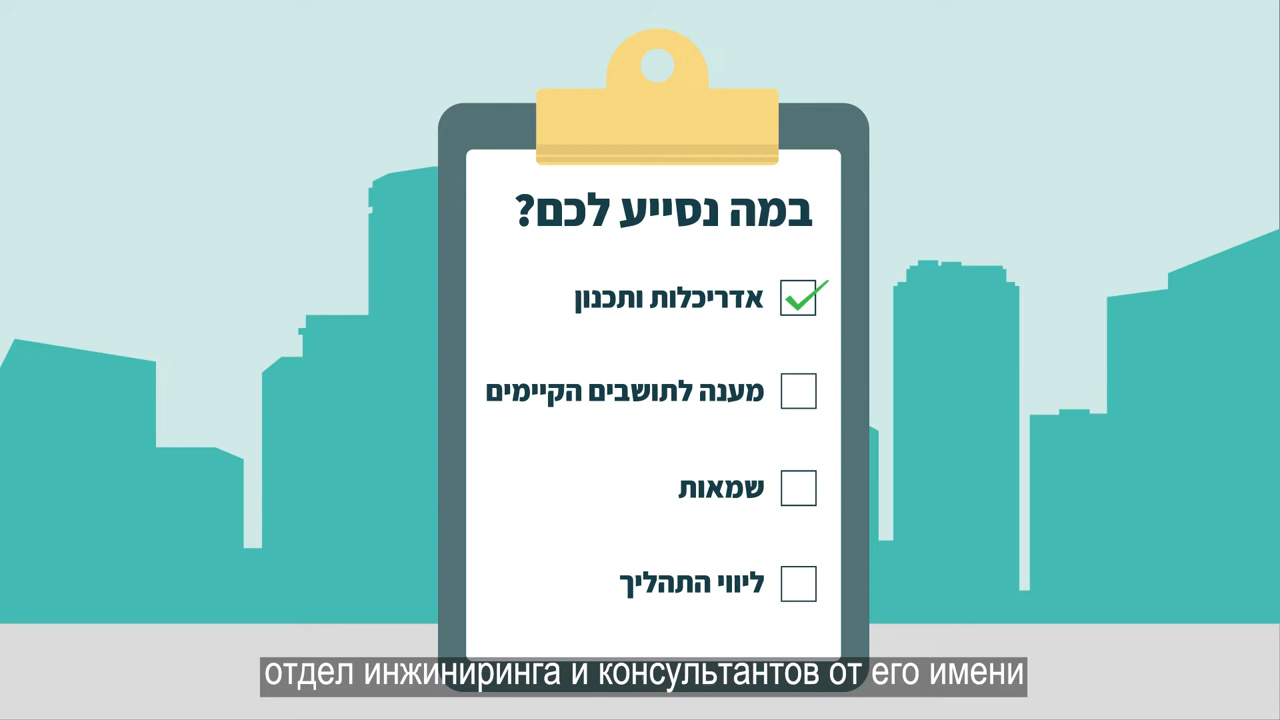 במה נסייע לכם?
אדריכלות ותכנון
מענה לתושבים הקיימים
שמאות
ליווי התהליך
отдел инжиниринга и консультантов от его имени